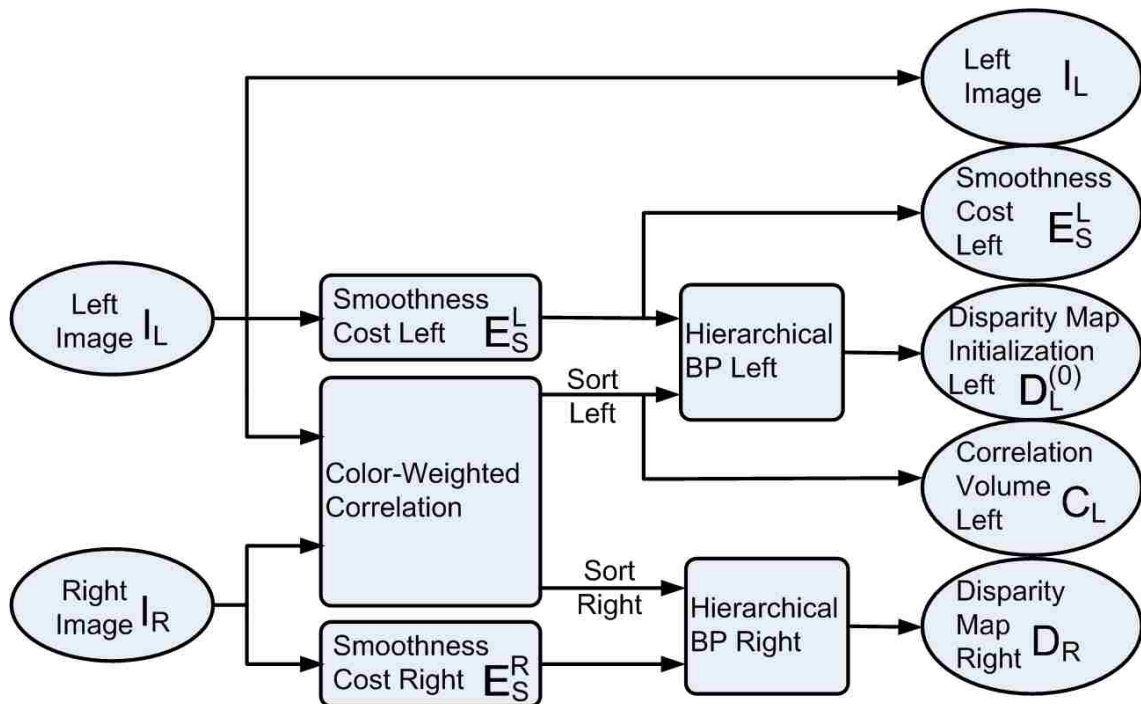 Left
Image I_L
Smoothness
Cost
Left E_S^L
Left
Image I_L
Smoothness
Cost Left E_S^L
Hierarchical
BP Left
Disparity Map
Initialization
Left D_L^(0)
Sort
Left
Color-Weighted
Correlation
Correlation
Volume
Left C_L
Right
Image I_R
Sort
Right
Hierarchical
BP Right
Disparity
Map
Right D_R
Smoothness
Cost Right E_S^R